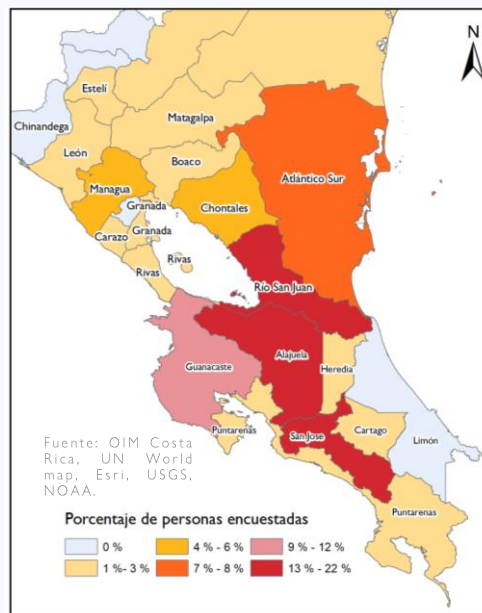 N
Estelí
Chinandega
Matagalpa
León
Boaco
Atlántico Sur
Managua
Granada
Chontales
Carazo
Granada
Rivas
Rivas
Río San Juan
Alajuela
Guanacaste
Heredia
Puntarenas
San Jose
Cartago
Limón
Puntarenas
Fuente: OIM Costa
Rica, UN World
map, Esri, USGS,
NOAA.
Porcentaje de personas encuestadas
0 %
4 % - 6 %
9 % - 12 %
1 %- 3 %
7 % - 8 %
13 % - 22 %